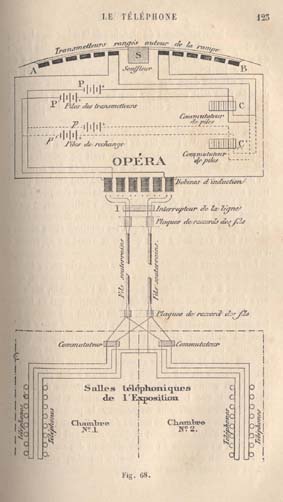 LE TÉLÉPHONE 123
Transmetteurs rangés autour de la rampe
A S B
Souffleur
P
P Piles des transmetteurs
C
Commutateur de piles
p
p Piles de rechange
C
Commutateur de piles
OPÉRA
Bobines d'induction
I Interrupteur de la ligne
Plaques de raccords des fils
Fils souterrains
Fils souterrains
Plaques de raccord des fils
Commutateur
Commutateur
Salles téléphoniques
de l'Exposition
Chambre
Nº 1.
Chambre
Nº 2.
Téléphones
Téléphones
Téléphones
Téléphones
Fig. 68.